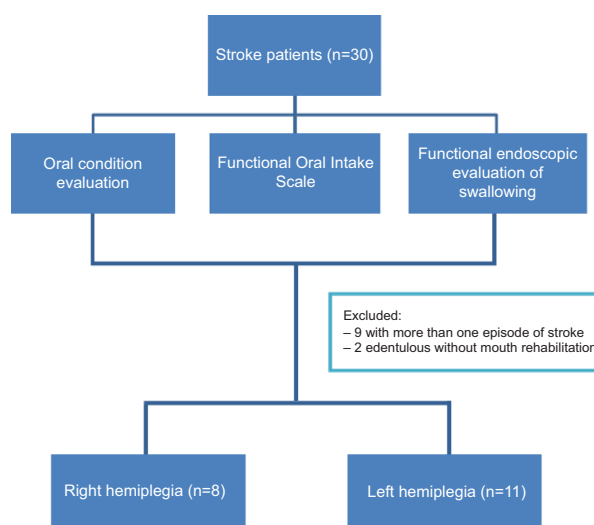 Stroke patients (n=30)
Oral condition
evaluation
Functional Oral Intake
Scale
Functional endoscopic
evaluation of
swallowing
Excluded:
– 9 with more than one episode of stroke
– 2 edentulous without mouth rehabilitation
Right hemiplegia (n=8)
Left hemiplegia (n=11)